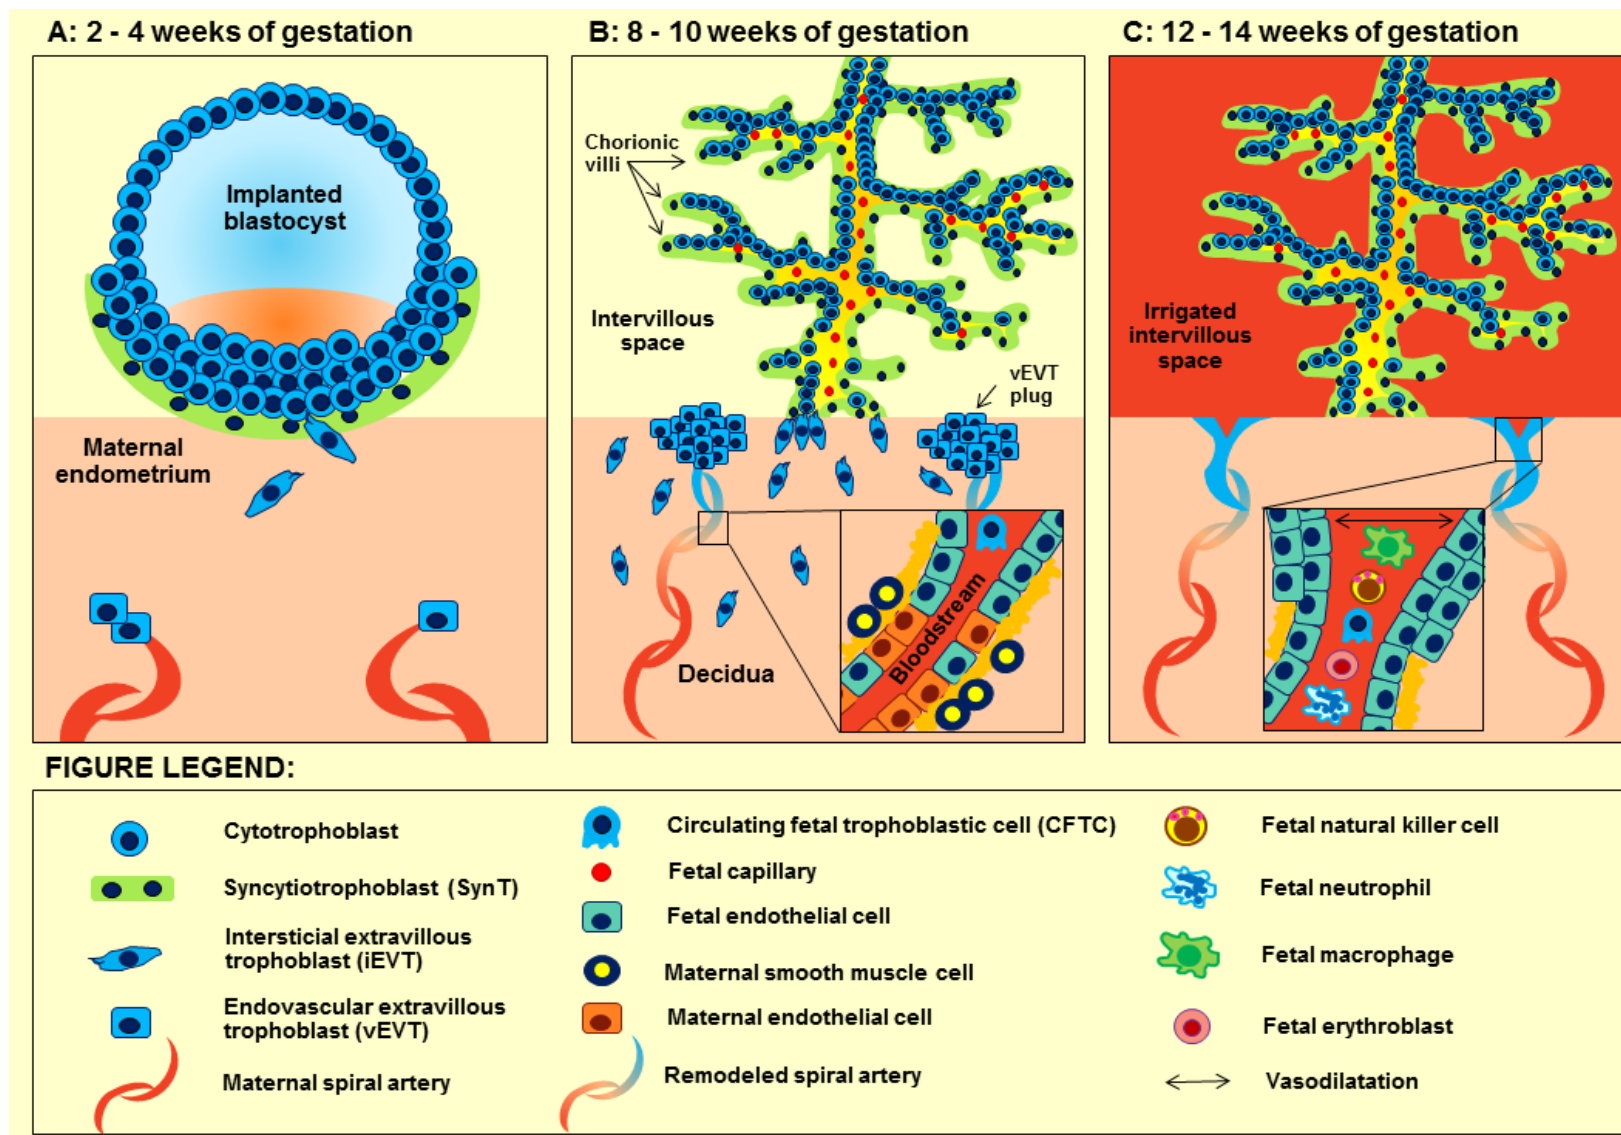 A: 2 - 4 weeks of gestation
Implanted
blastocyst
Maternal
endometrium
B: 8 - 10 weeks of gestation
Chorionic
villi
Intervillous
space
vEVT
plug
Decidua
Bloodstream
C: 12 - 14 weeks of gestation
Irrigated
intervillous
space
FIGURE LEGEND:
Cytotrophoblast
Syncytiotrophoblast (SynT)
Intersticial extravillous
trophoblast (iEVT)
Endovascular extravillous
trophoblast (vEVT)
Maternal spiral artery
Circulating fetal trophoblastic cell (CFTC)
Fetal capillary
Fetal endothelial cell
Maternal smooth muscle cell
Maternal endothelial cell
Remodeled spiral artery
Fetal natural killer cell
Fetal neutrophil
Fetal macrophage
Fetal erythroblast
Vasodilatation